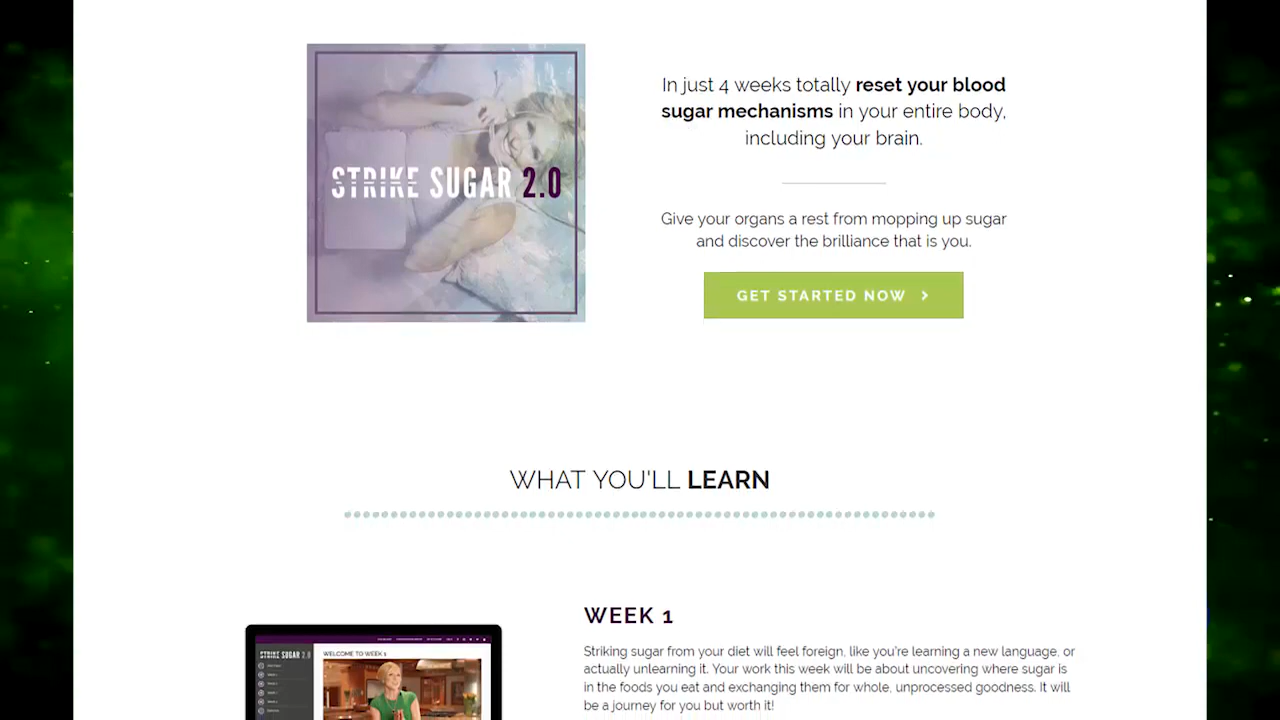 In just 4 weeks totally reset your blood
sugar mechanisms in your entire body,
including your brain.
STRIKE SUGAR 2.0
Give your organs a rest from mopping up sugar
and discover the brilliance that is you.
GET STARTED NOW >
WHAT YOU'LL LEARN
WEEK 1
Striking sugar from your diet will feel foreign, like you're learning a new language, or
actually unlearning it. Your work this week will be about uncovering where sugar is
in the foods you eat and exchanging them for whole, unprocessed goodness. It will
be a journey for you but worth it!
STRIKE SUGAR 2.0
WELCOME TO WEEK 1